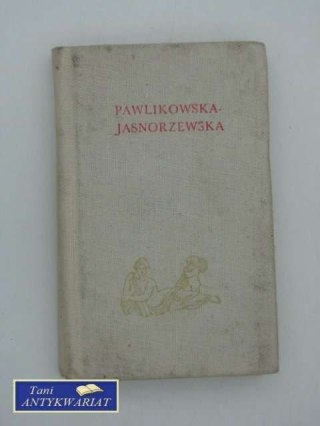 PAWLIKOWSKA-
JASNORZEWSKA
Tani
ANTYKWARIAT